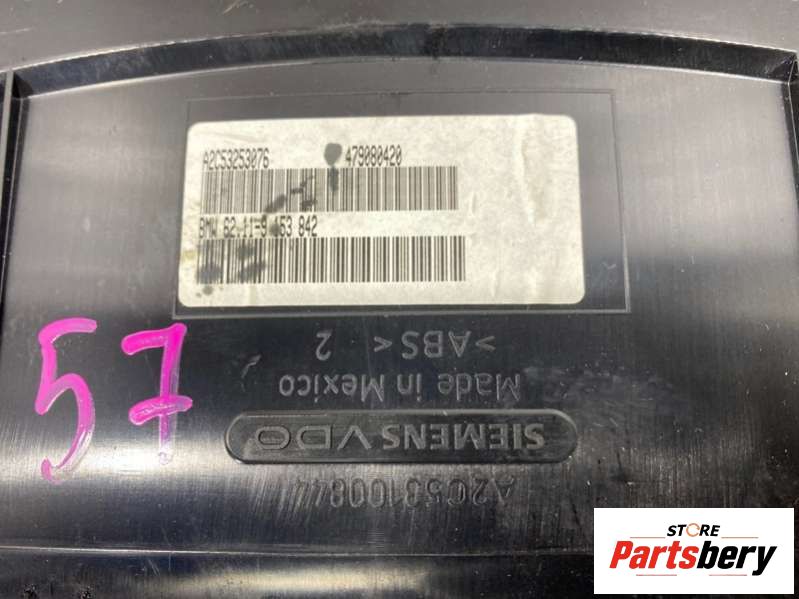 A2C53253076 479080420
BMW 62.11-9 153 842
>ABS< 2
Made in Mexico
SIEMENS VDO
A2C53100844
57
STORE
Partsbery